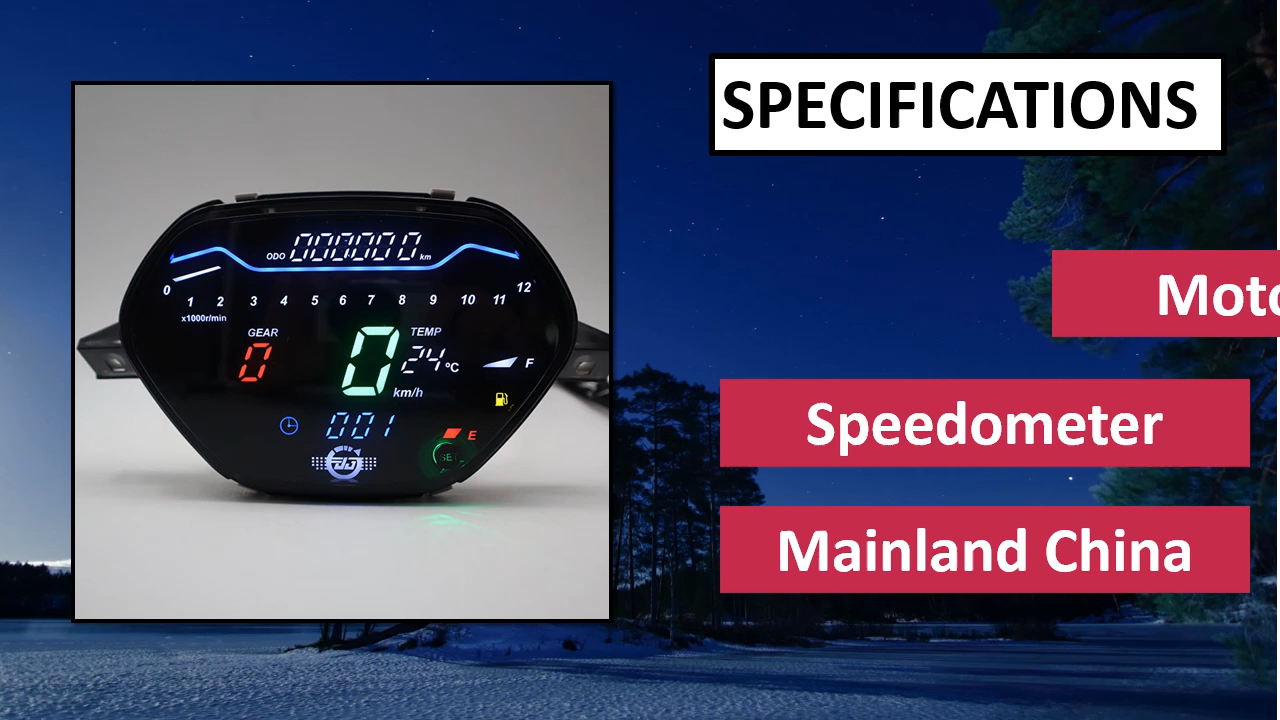 SPECIFICATIONS
Moto
Speedometer
Mainland China
ODO 000000 km
0 1 2 3 4 5 6 7 8 9 10 11 12
x1000r/min
GEAR
TEMP
0
0
24 °C
km/h
F
001
E
SET